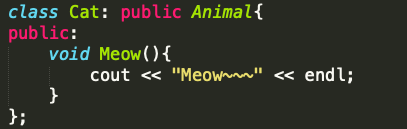 class Cat: public Animal{
public:
    void Meow(){
        cout << "Meow~~~" << endl;
    }
};